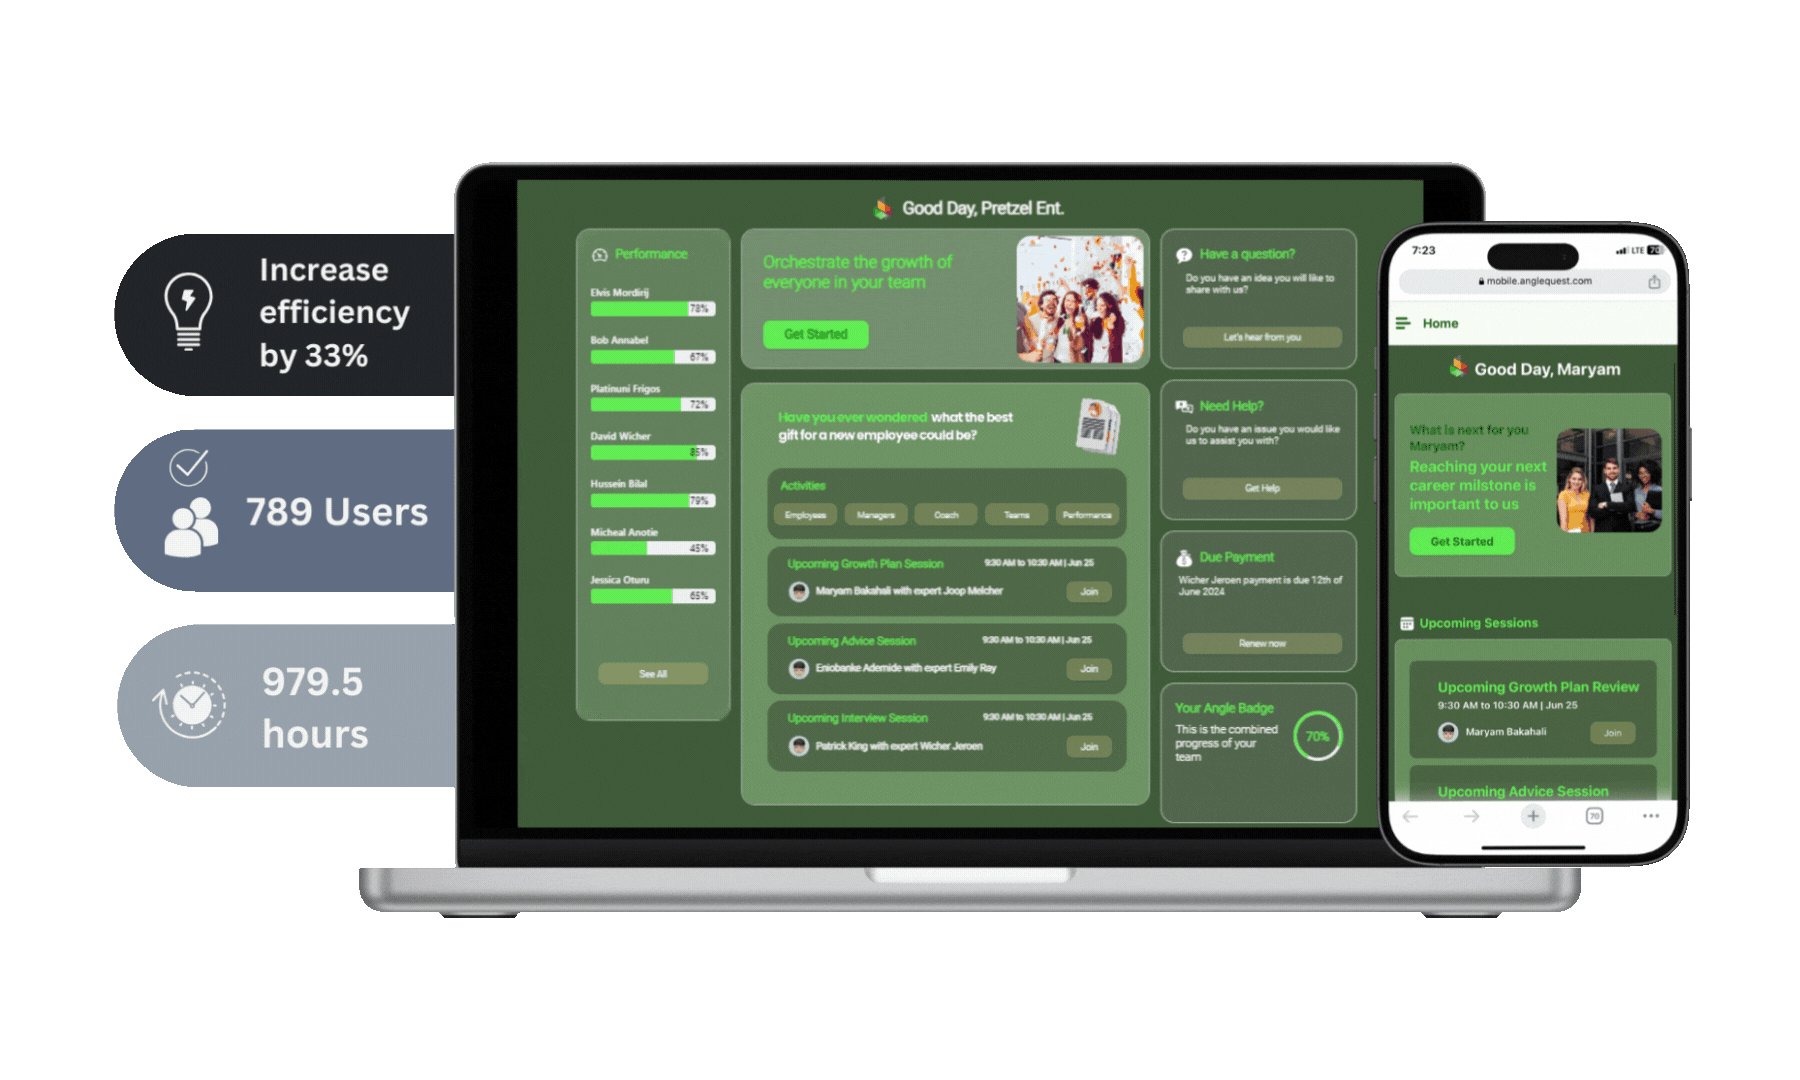 Increase
efficiency
by 33%
789 Users
979.5
hours
Good Day, Pretzel Ent.
Performance
Elvis Mordirij
78%
Bob Annabel
67%
Platinuni Frigos
72%
David Wicher
85%
Hussein Bilal
79%
Micheal Anotie
45%
Jessica Oturu
65%
See All
Orchestrate the growth of
everyone in your team
Get Started
Have you ever wondered what the best
gift for a new employee could be?
Activities
Employees
Managers
Coach
Teams
Performance
Upcoming Growth Plan Session
9:30 AM to 10:30 AM | Jun 25
Maryam Bakahali with expert Joop Melcher
Join
Upcoming Advice Session
9:30 AM to 10:30 AM | Jun 25
Eniobanke Ademide with expert Emily Ray
Join
Upcoming Interview Session
9:30 AM to 10:30 AM | Jun 25
Patrick King with expert Wicher Jeroen
Join
Have a question?
Do you have an idea you will like to
share with us?
Let's hear from you
Need Help?
Do you have an issue you would like
us to assist you with?
Get Help
Due Payment
Wicher Jeroen payment is due 12th of
June 2024
Renew now
Your Angle Badge
This is the combined
progress of your
team
70%
7:23
LTE
70
mobile.anglequest.com
Home
Good Day, Maryam
What is next for you
Maryam?
Reaching your next
career milstone is
important to us
Get Started
Upcoming Sessions
Upcoming Growth Plan Review
9:30 AM to 10:30 AM | Jun 25
Maryam Bakahali
Join
Upcoming Advice Session
70